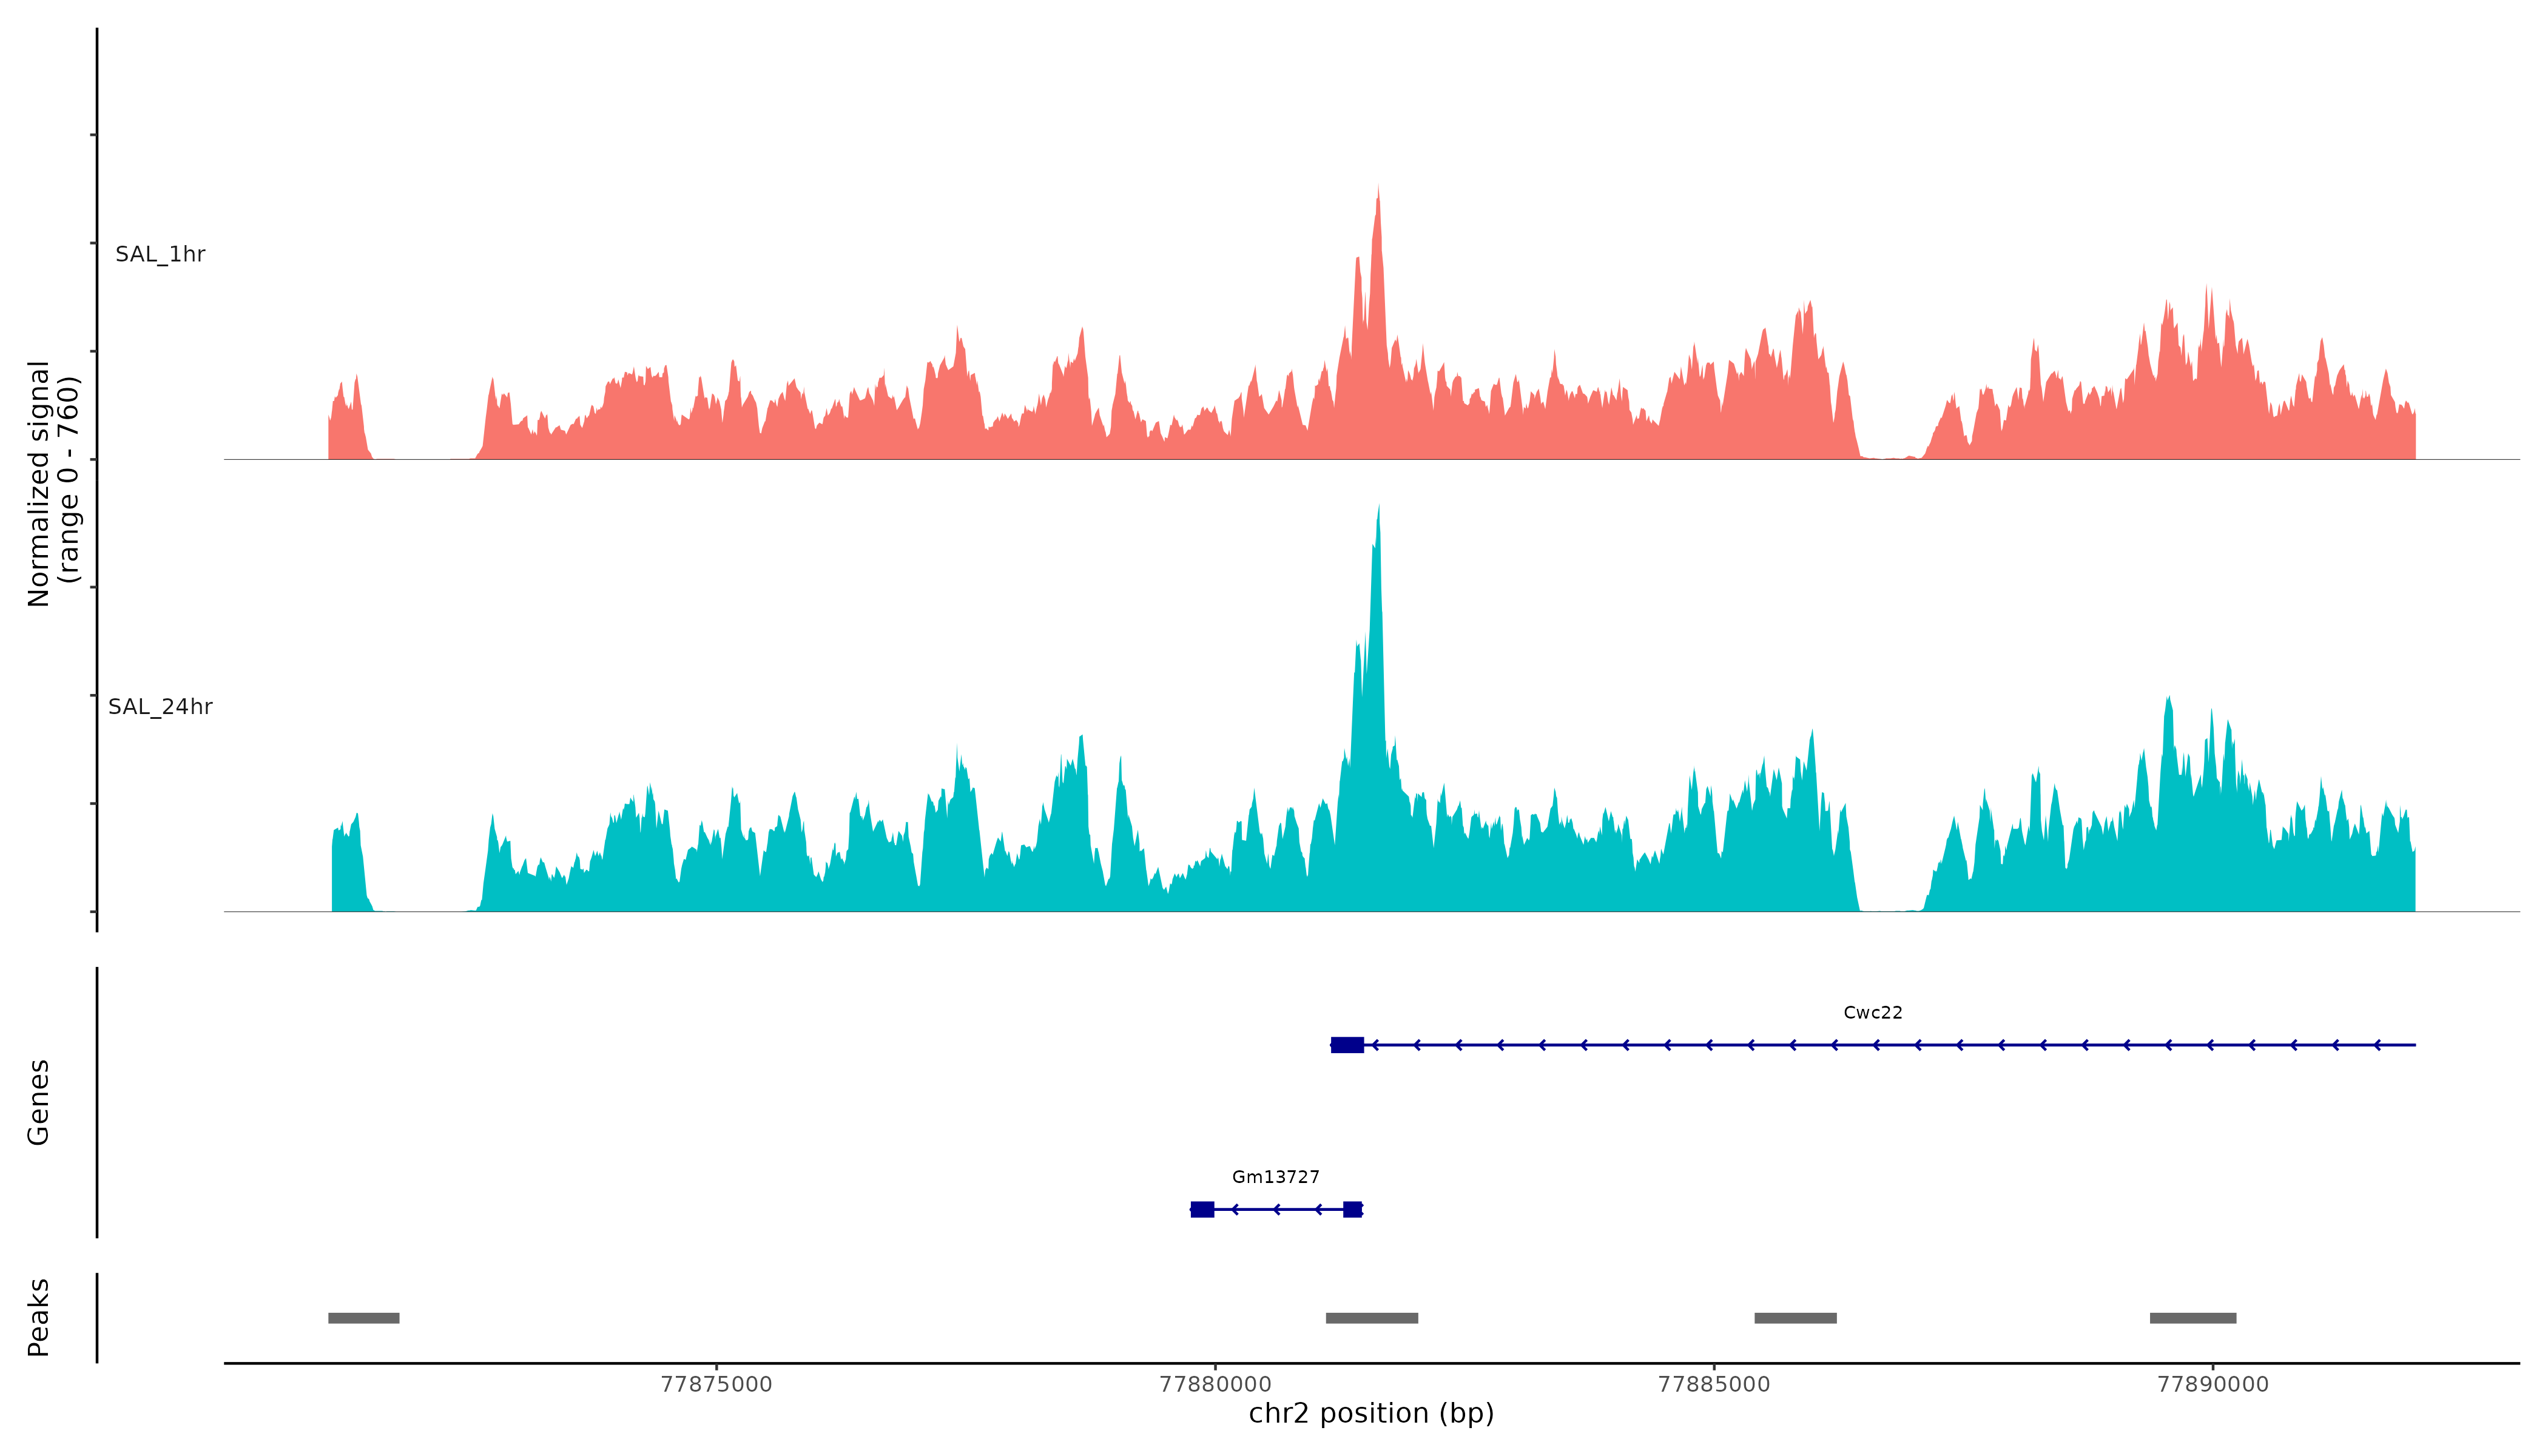 Normalized signal
(range 0 - 760)
SAL_1hr
SAL_24hr
Genes
Cwc22
Gm13727
Peaks
77875000 77880000 77885000 77890000
chr2 position (bp)